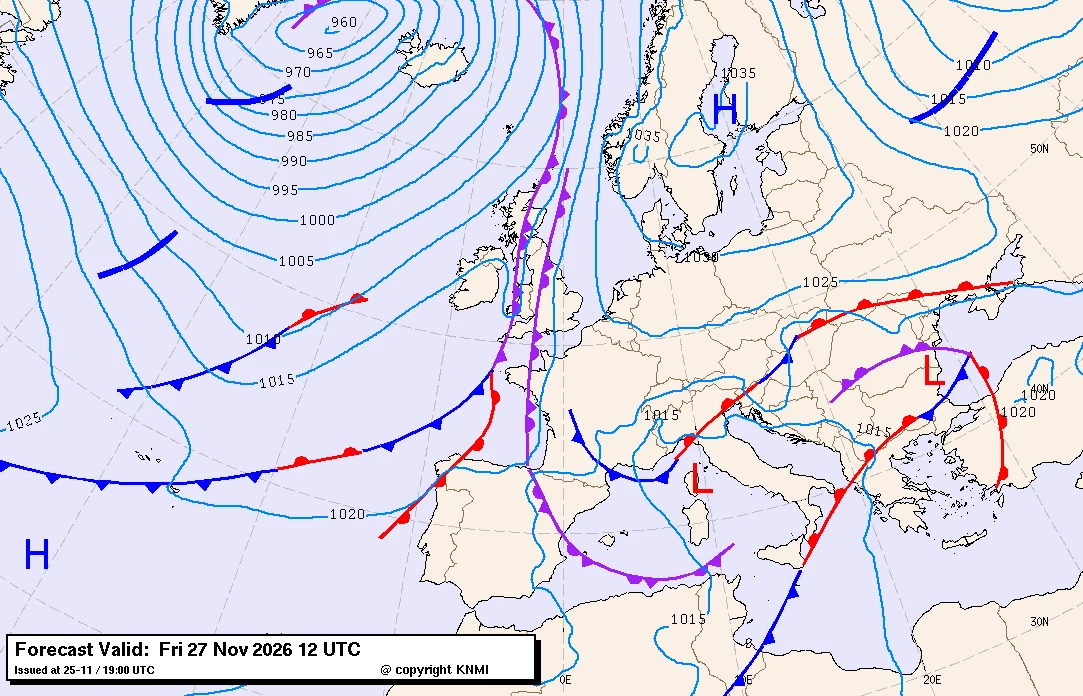 960
965
970
975
980
985
990
995
1000
1005
1010
1015
1025
1020
H
1035
H
1035
1030
1025
1010
1015
1020
50N
L
40N
1020
1020
1015
1015
L
1015
30N
0E
10E
20E
Forecast Valid: Fri 27 Nov 2026 12 UTC
Issued at 25-11 / 19:00 UTC
@ copyright KNMI